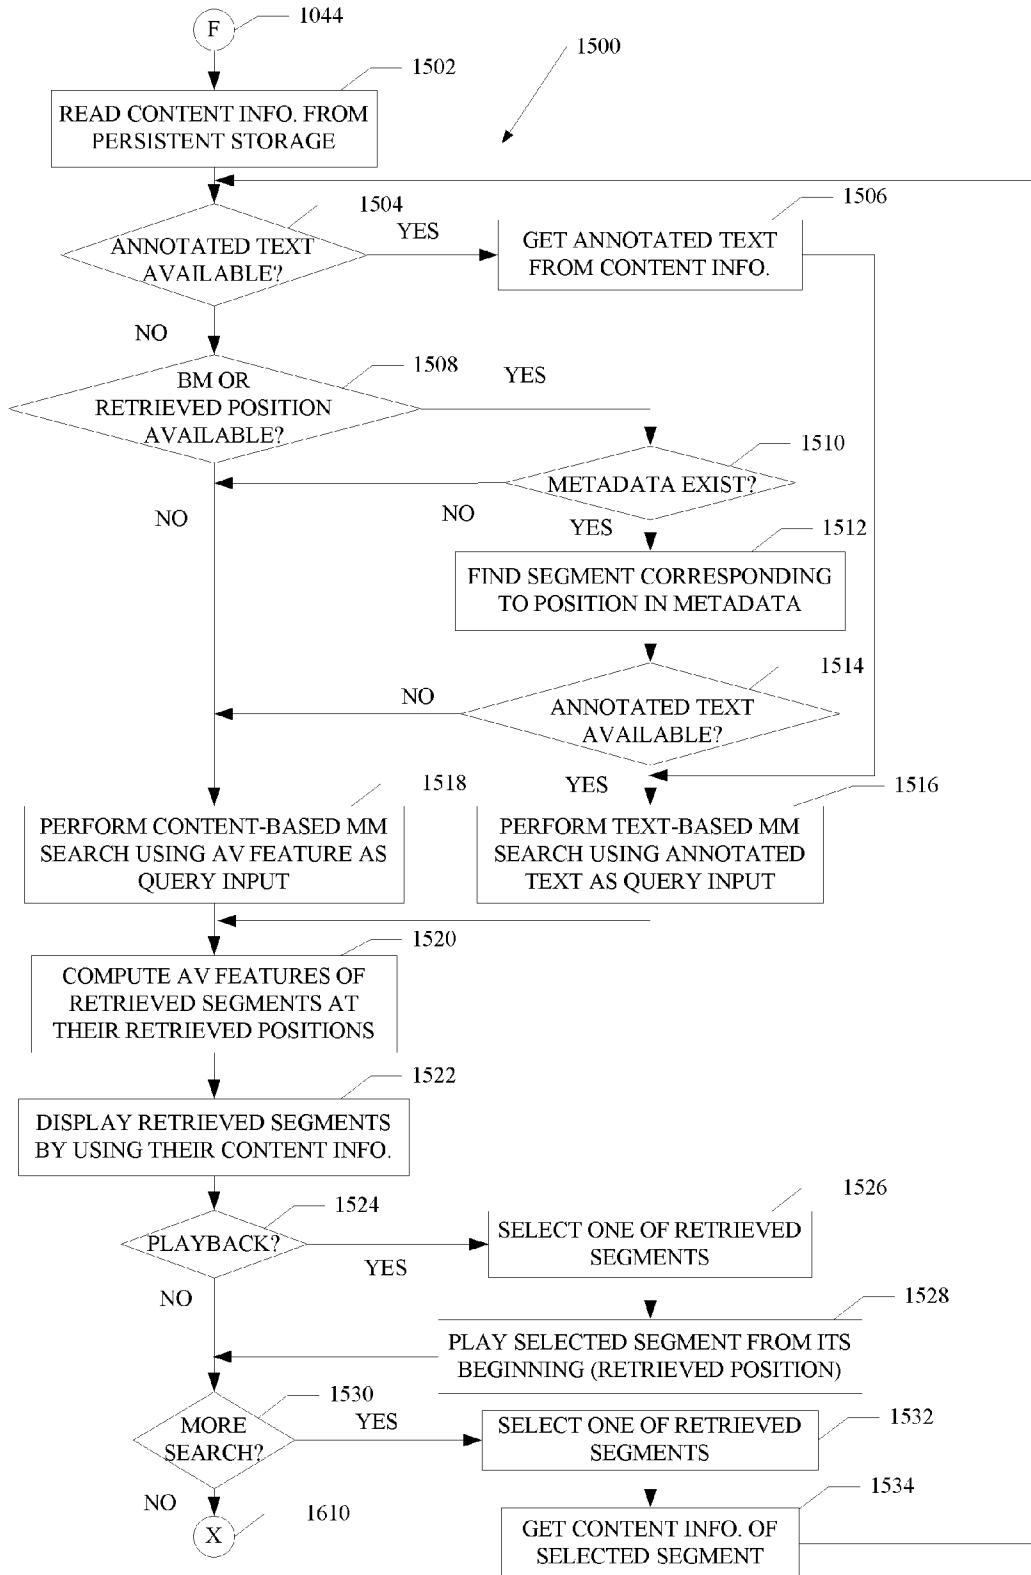 F
1044
1500
1502
READ CONTENT INFO. FROM
PERSISTENT STORAGE
1504
ANNOTATED TEXT
AVAILABLE?
YES
1506
GET ANNOTATED TEXT
FROM CONTENT INFO.
NO
1508
BM OR
RETRIEVED POSITION
AVAILABLE?
YES
1510
METADATA EXIST?
NO
NO
YES
1512
FIND SEGMENT CORRESPONDING
TO POSITION IN METADATA
1514
NO
ANNOTATED TEXT
AVAILABLE?
YES
1518
PERFORM CONTENT-BASED MM
SEARCH USING AV FEATURE AS
QUERY INPUT
1516
PERFORM TEXT-BASED MM
SEARCH USING ANNOTATED
TEXT AS QUERY INPUT
1520
COMPUTE AV FEATURES OF
RETRIEVED SEGMENTS AT
THEIR RETRIEVED POSITIONS
1522
DISPLAY RETRIEVED SEGMENTS
BY USING THEIR CONTENT INFO.
1524
PLAYBACK?
YES
1526
SELECT ONE OF RETRIEVED
SEGMENTS
NO
1528
PLAY SELECTED SEGMENT FROM ITS
BEGINNING (RETRIEVED POSITION)
1530
MORE
SEARCH?
YES
1532
SELECT ONE OF RETRIEVED
SEGMENTS
NO
1534
GET CONTENT INFO. OF
SELECTED SEGMENT
X
1610